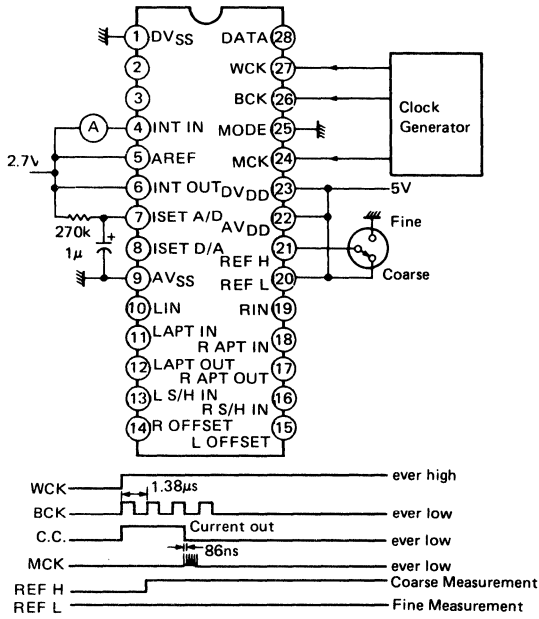 1 DVSS DATA 28
2 WCK 27
3 BCK 26
A 4 INT IN MODE 25
Clock
Generator
2.7V 5 AREF MCK 24
6 INT OUT DVDD 23 5V
270k 7 ISET A/D AVDD 22 Fine
1μ + 8 ISET D/A REF H 21
9 AVSS REF L 20 Coarse
10 LIN RIN 19
11 LAPT IN R APT IN 18
12 LAPT OUT R APT OUT 17
13 L S/H IN R S/H IN 16
14 R OFFSET L OFFSET 15
WCK 1.38μs ever high
BCK ever low
C.C. Current out ever low
86ns
MCK ever low
REF H Coarse Measurement
REF L Fine Measurement